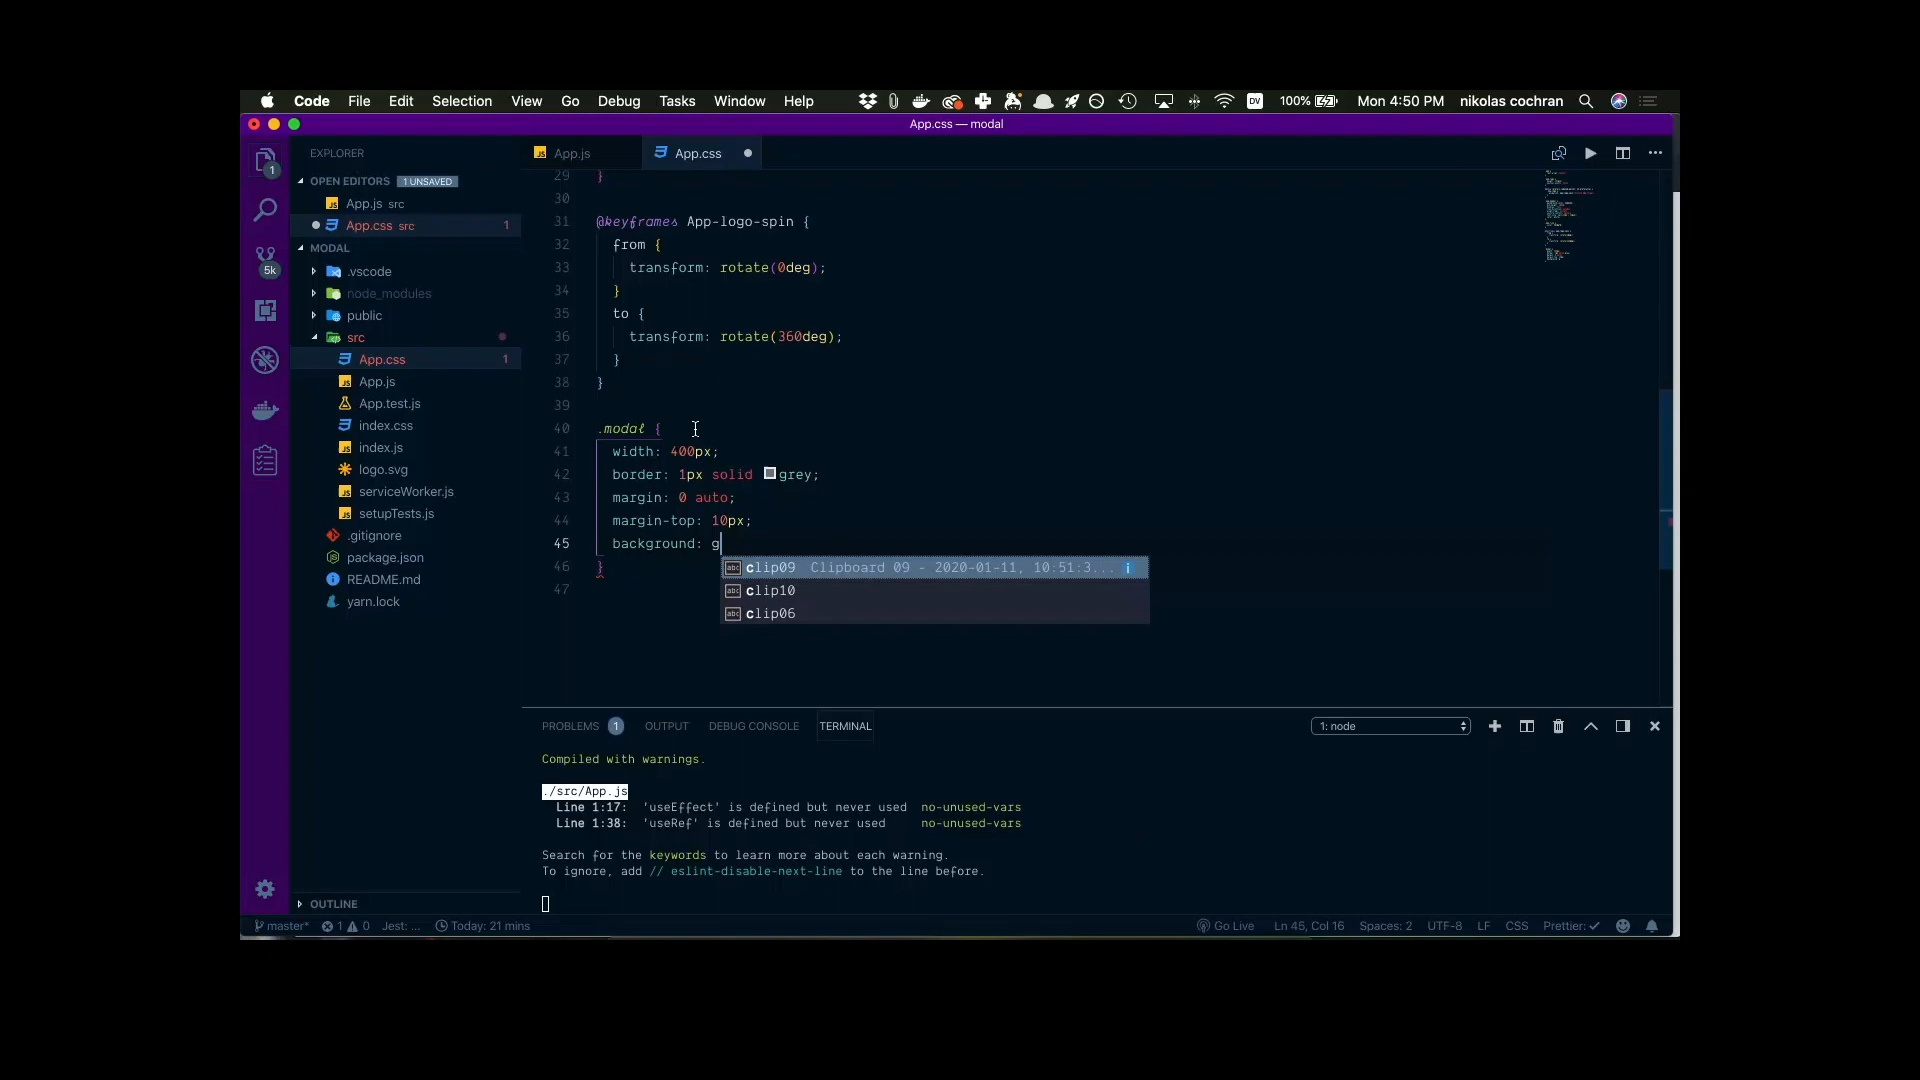 Code File Edit Selection View Go Debug Tasks Window Help DV 100% Mon 4:50 PM nikolas cochran
App.css — modal
EXPLORER
OPEN EDITORS 1 UNSAVED
App.js src
App.css src 1
MODAL
.vscode
node_modules
public
src
App.css 1
App.js
App.test.js
index.css
index.js
logo.svg
serviceWorker.js
setupTests.js
.gitignore
package.json
README.md
yarn.lock
OUTLINE
1
5k
App.js App.css
29 }
30
31 @keyframes App-logo-spin {
32 from {
33 transform: rotate(0deg);
34 }
35 to {
36 transform: rotate(360deg);
37 }
38 }
39
40 .modal {
41 width: 400px;
42 border: 1px solid grey;
43 margin: 0 auto;
44 margin-top: 10px;
45 background: g
46 }
47
clip09 Clipboard 09 - 2020-01-11, 10:51:3...
clip10
clip06
PROBLEMS 1 OUTPUT DEBUG CONSOLE TERMINAL 1: node
Compiled with warnings.
./src/App.js
Line 1:17: 'useEffect' is defined but never used no-unused-vars
Line 1:38: 'useRef' is defined but never used no-unused-vars
Search for the keywords to learn more about each warning.
To ignore, add // eslint-disable-next-line to the line before.
master* 1 0 Jest: ... Today: 21 mins Go Live Ln 45, Col 16 Spaces: 2 UTF-8 LF CSS Prettier: ✓